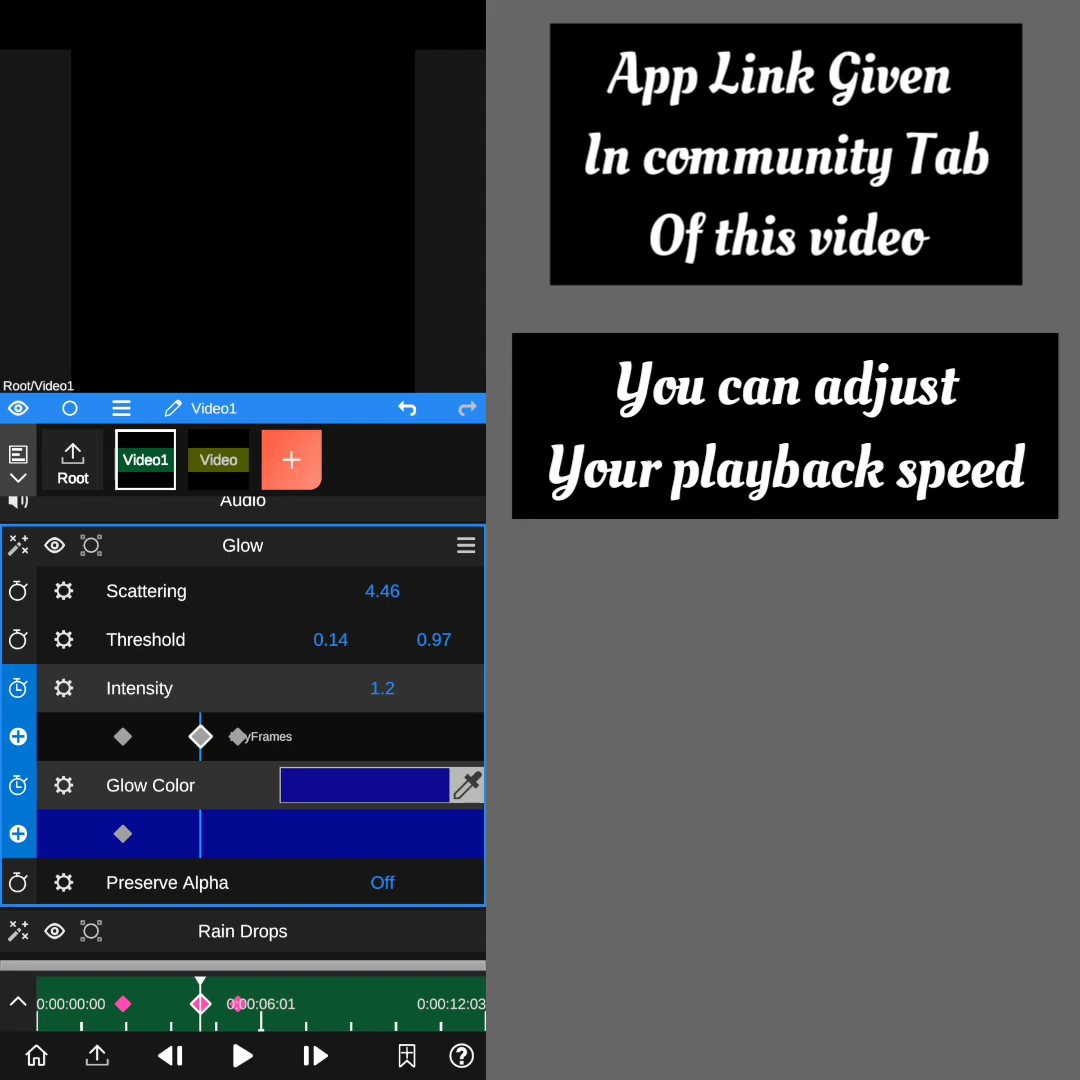 App Link Given
In community Tab
Of this video
You can adjust
Your playback speed
Root/Video1
Video1
Root
Video1
Video
Audio
Glow
Scattering 4.46
Threshold 0.14 0.97
Intensity 1.2
yFrames
Glow Color
Preserve Alpha Off
Rain Drops
0:00:00:00 0:00:06:01 0:00:12:03